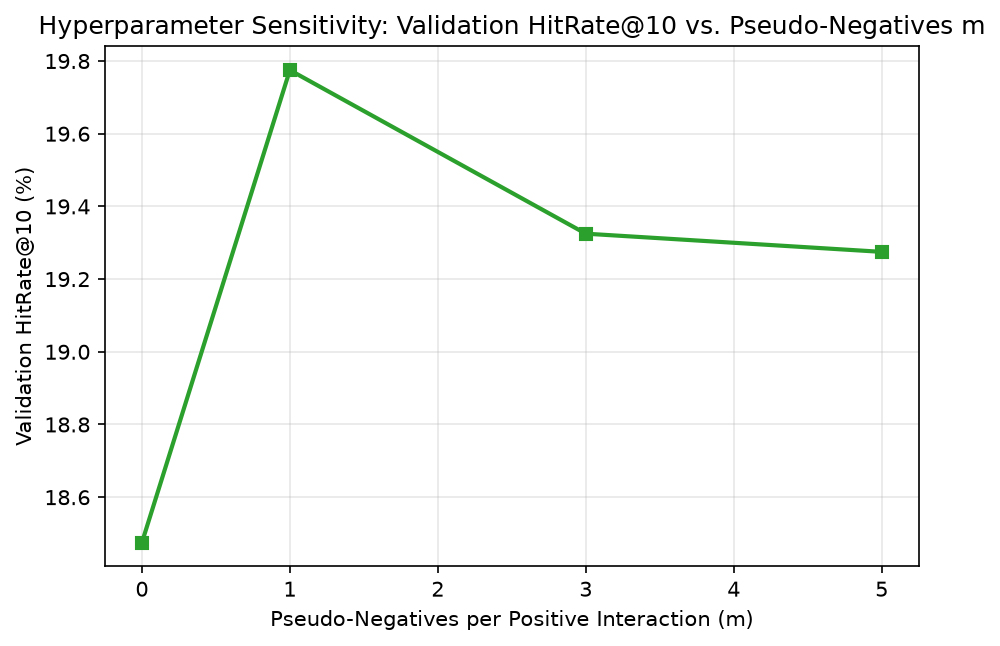 Hyperparameter Sensitivity: Validation HitRate@10 vs. Pseudo-Negatives m
Validation HitRate@10 (%)
19.8
19.6
19.4
19.2
19.0
18.8
18.6
0 1 2 3 4 5
Pseudo-Negatives per Positive Interaction (m)